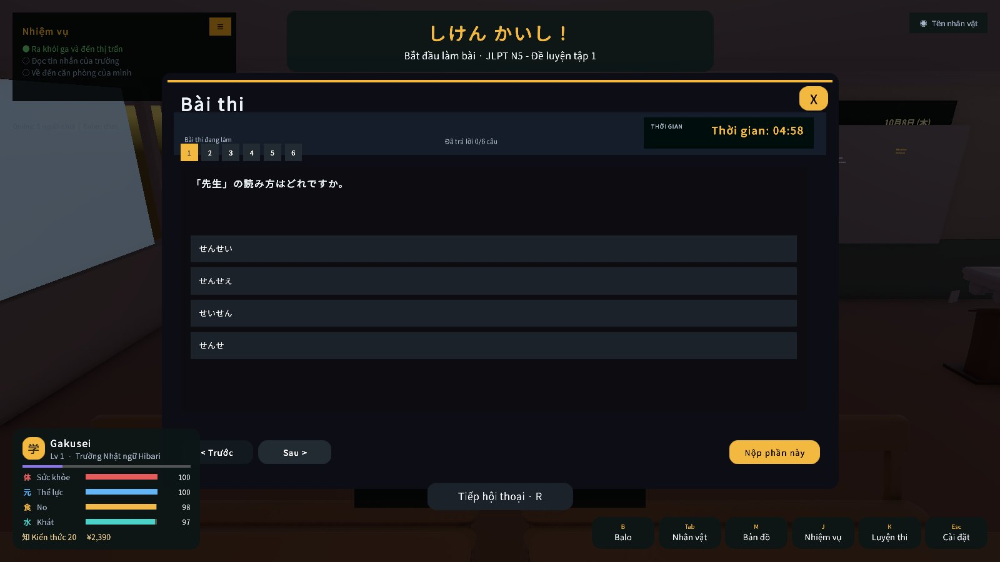 Nhiệm vụ
☰
Ra khỏi ga và đến thị trấn
Đọc tin nhắn của trường
Về đến căn phòng của mình
Online: 1 người chơi | Enter: chat
しけん かいし！
Bắt đầu làm bài · JLPT N5 - Đề luyện tập 1
◉ Tên nhân vật
10月8日 (木)
Bài thi
X
Bài thi đang làm
Đã trả lời 0/6 câu
THỜI GIAN
Thời gian: 04:58
1 2 3 4 5 6
「先生」の読み方はどれですか。
せんせい
せんせえ
せいせん
せんせ
< Trước
Sau >
Nộp phần này
Tiếp hội thoại · R
学
Gakusei
Lv 1 · Trường Nhật ngữ Hibari
体 Sức khỏe 100
元 Thể lực 100
食 No 98
水 Khát 97
知 Kiến thức 20 ¥2,390
B
Balo
Tab
Nhân vật
M
Bản đồ
J
Nhiệm vụ
K
Luyện thi
Esc
Cài đặt